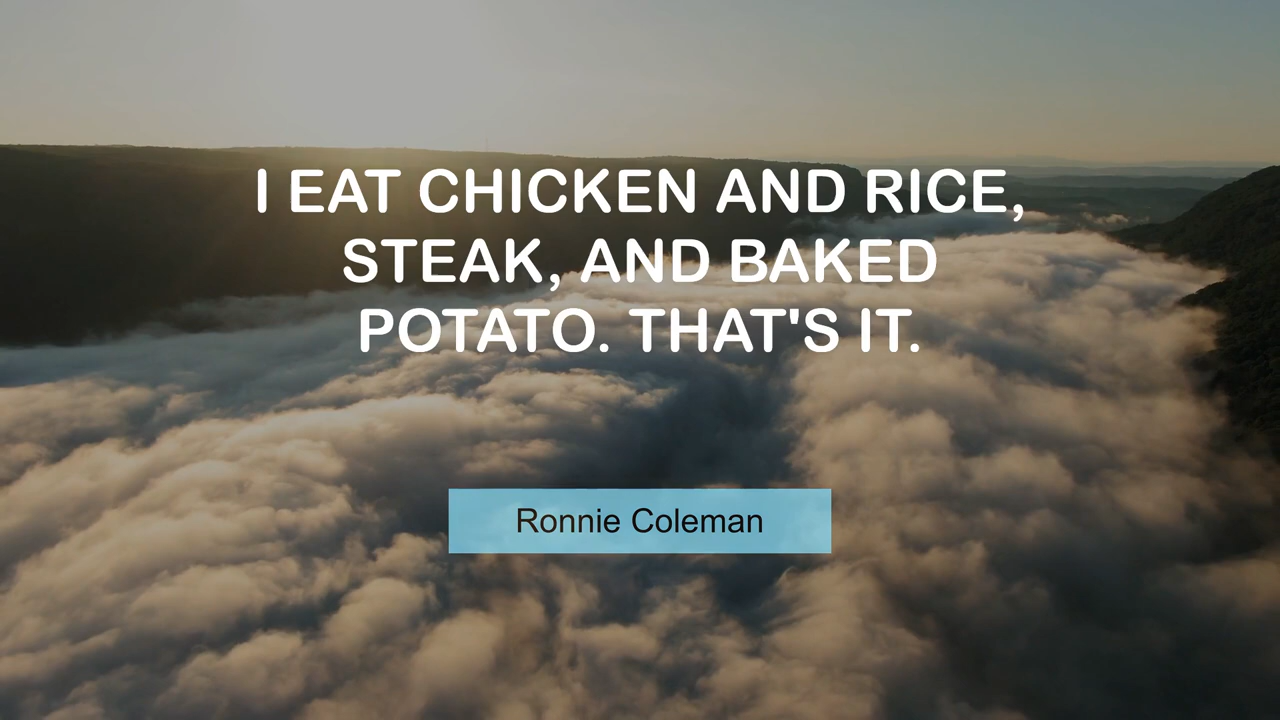 I EAT CHICKEN AND RICE,
STEAK, AND BAKED
POTATO. THAT'S IT.
Ronnie Coleman